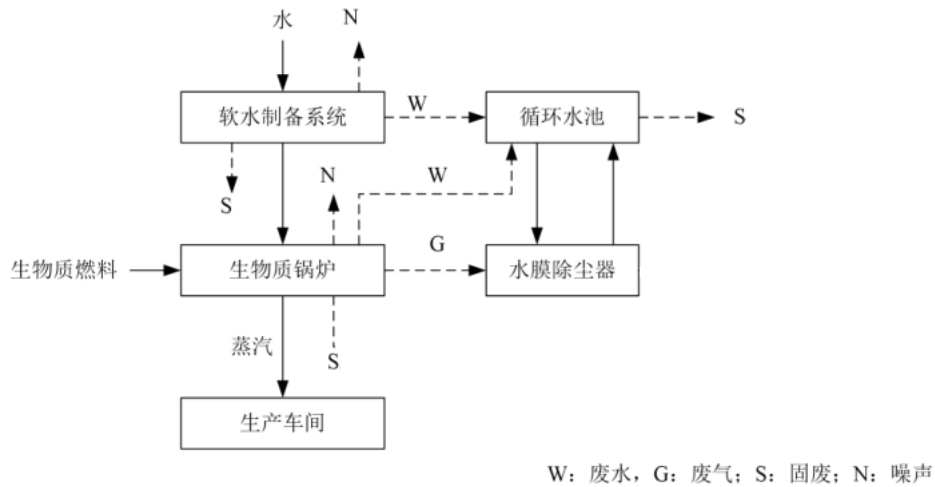 水
N
软水制备系统
W
循环水池
S
S
N
W
G
生物质燃料
生物质锅炉
水膜除尘器
蒸汽
S
生产车间
W：废水，G：废气；S：固废；N：噪声